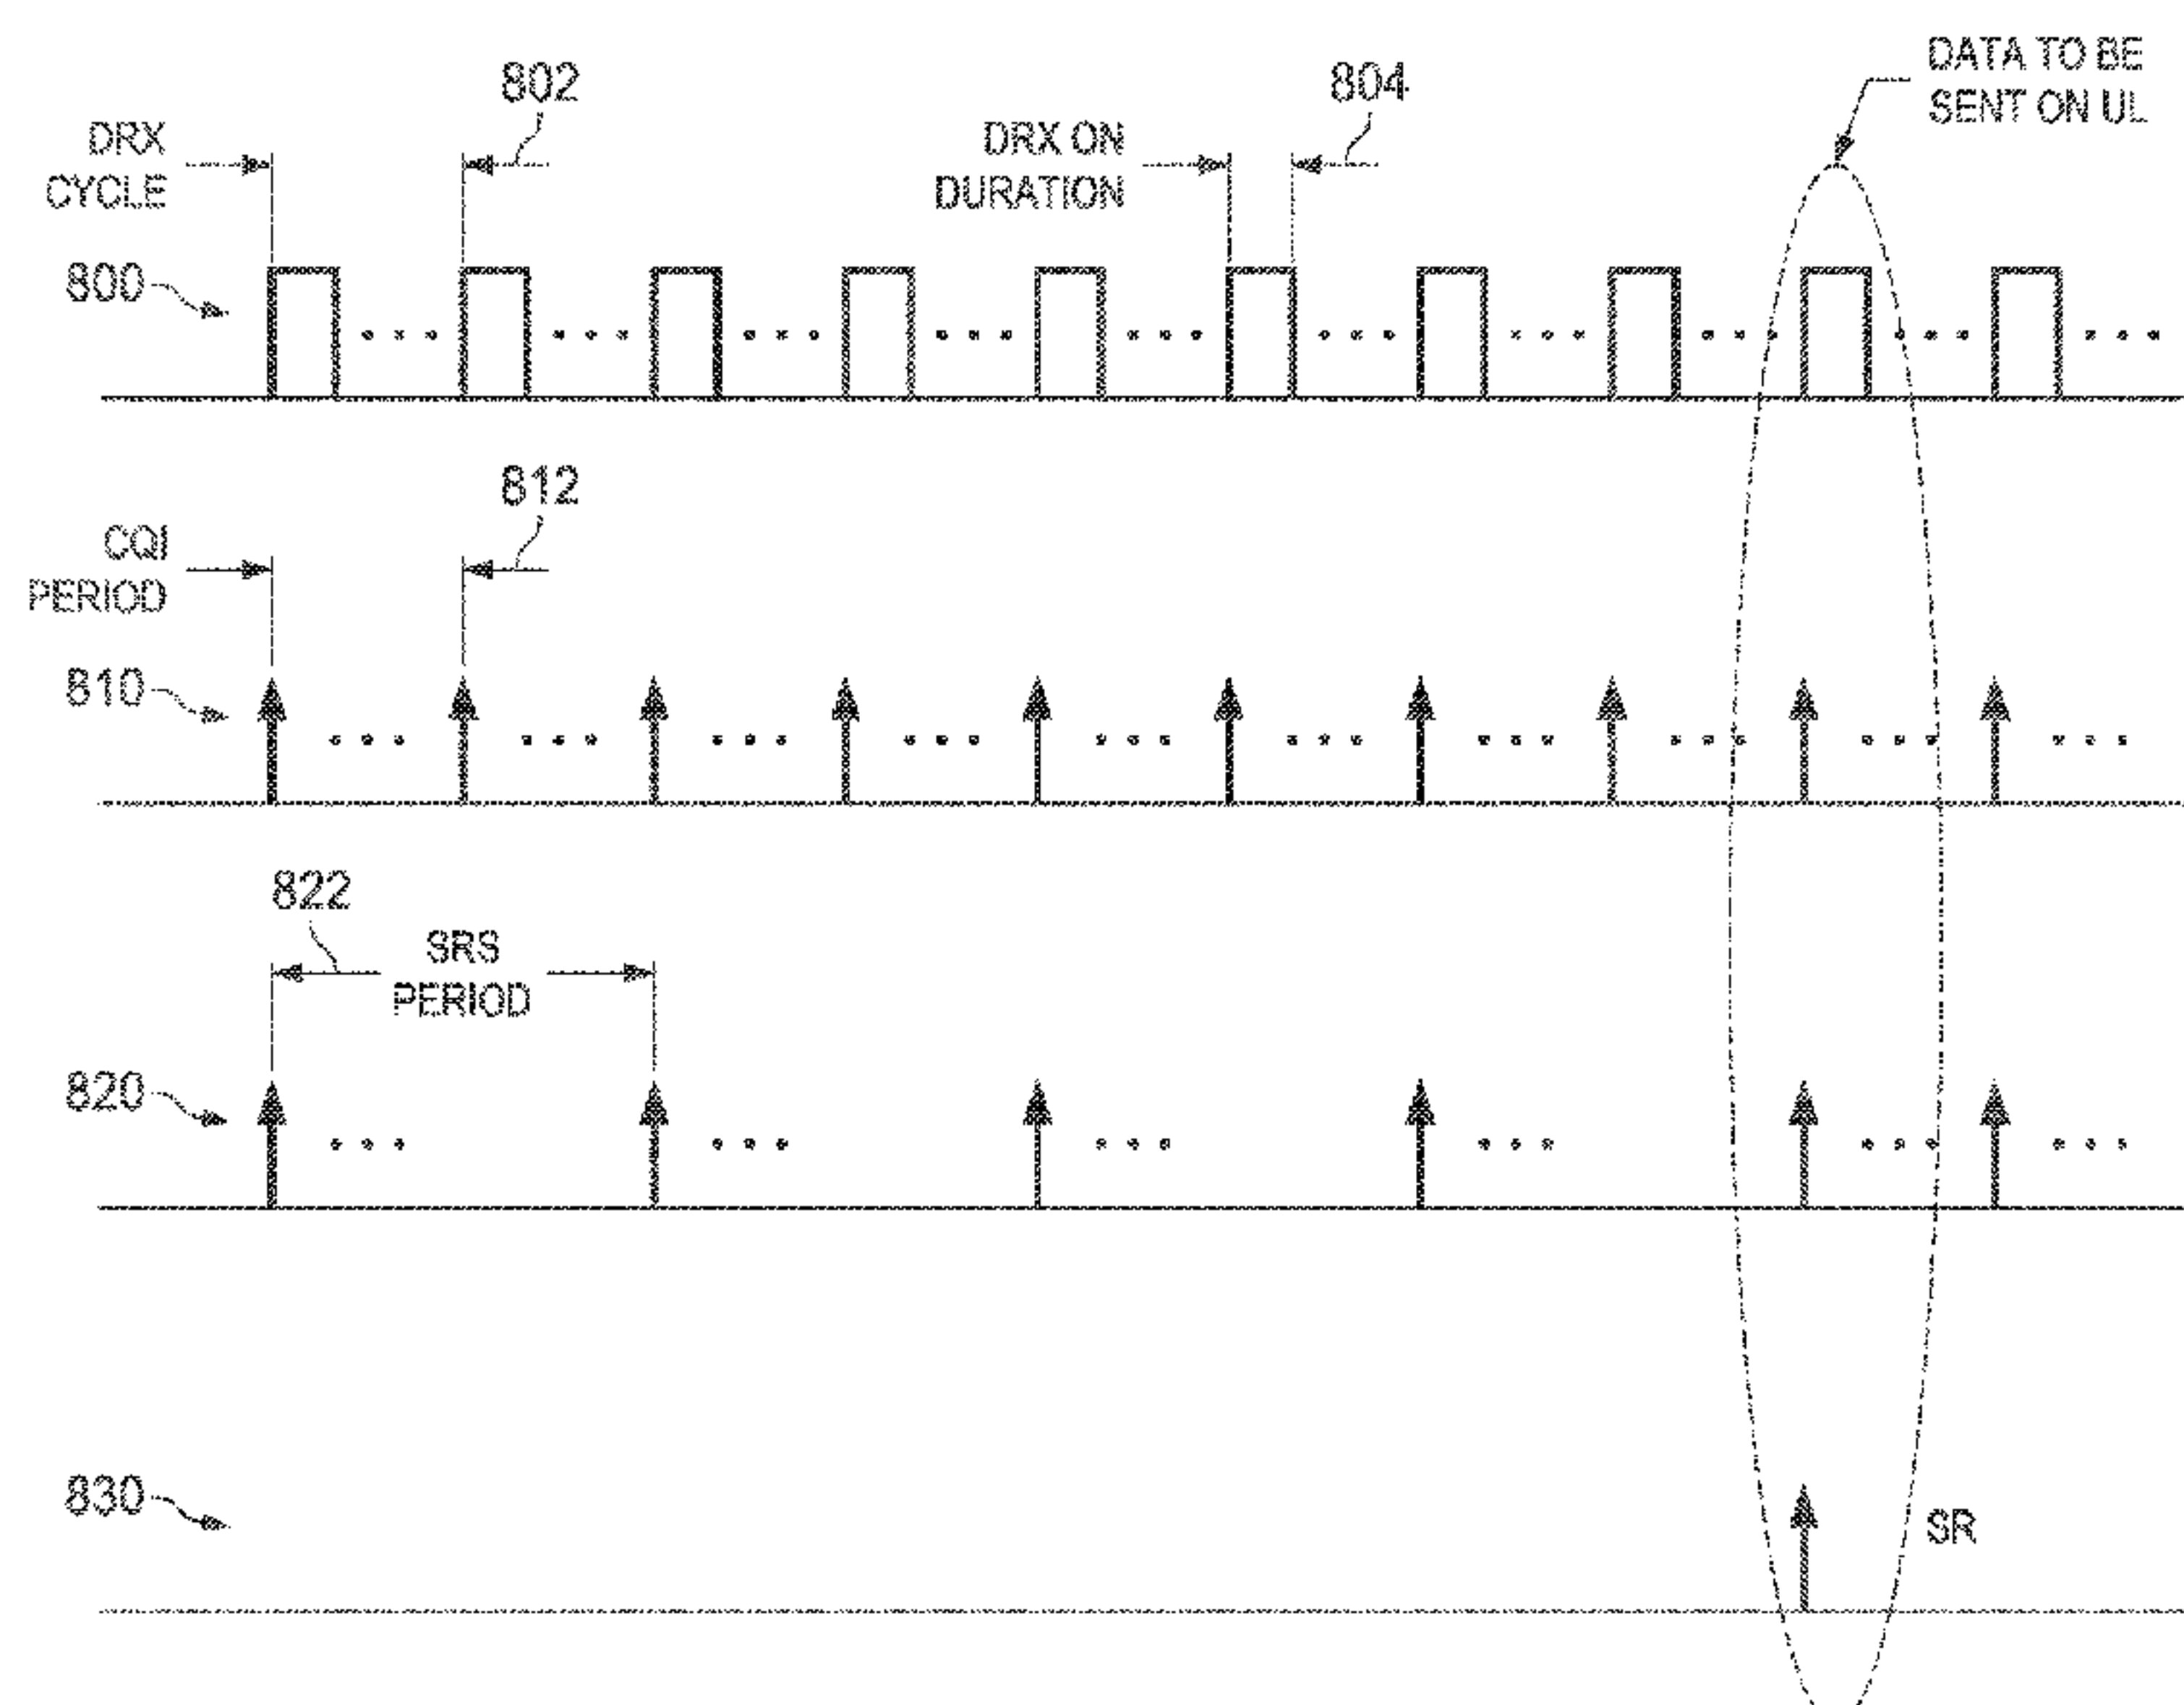 DATA TO BE
SENT ON UL
802
804
DRX
CYCLE
DRX ON
DURATION
800
812
CQI
PERIOD
810
822
SRS
PERIOD
820
830
SR